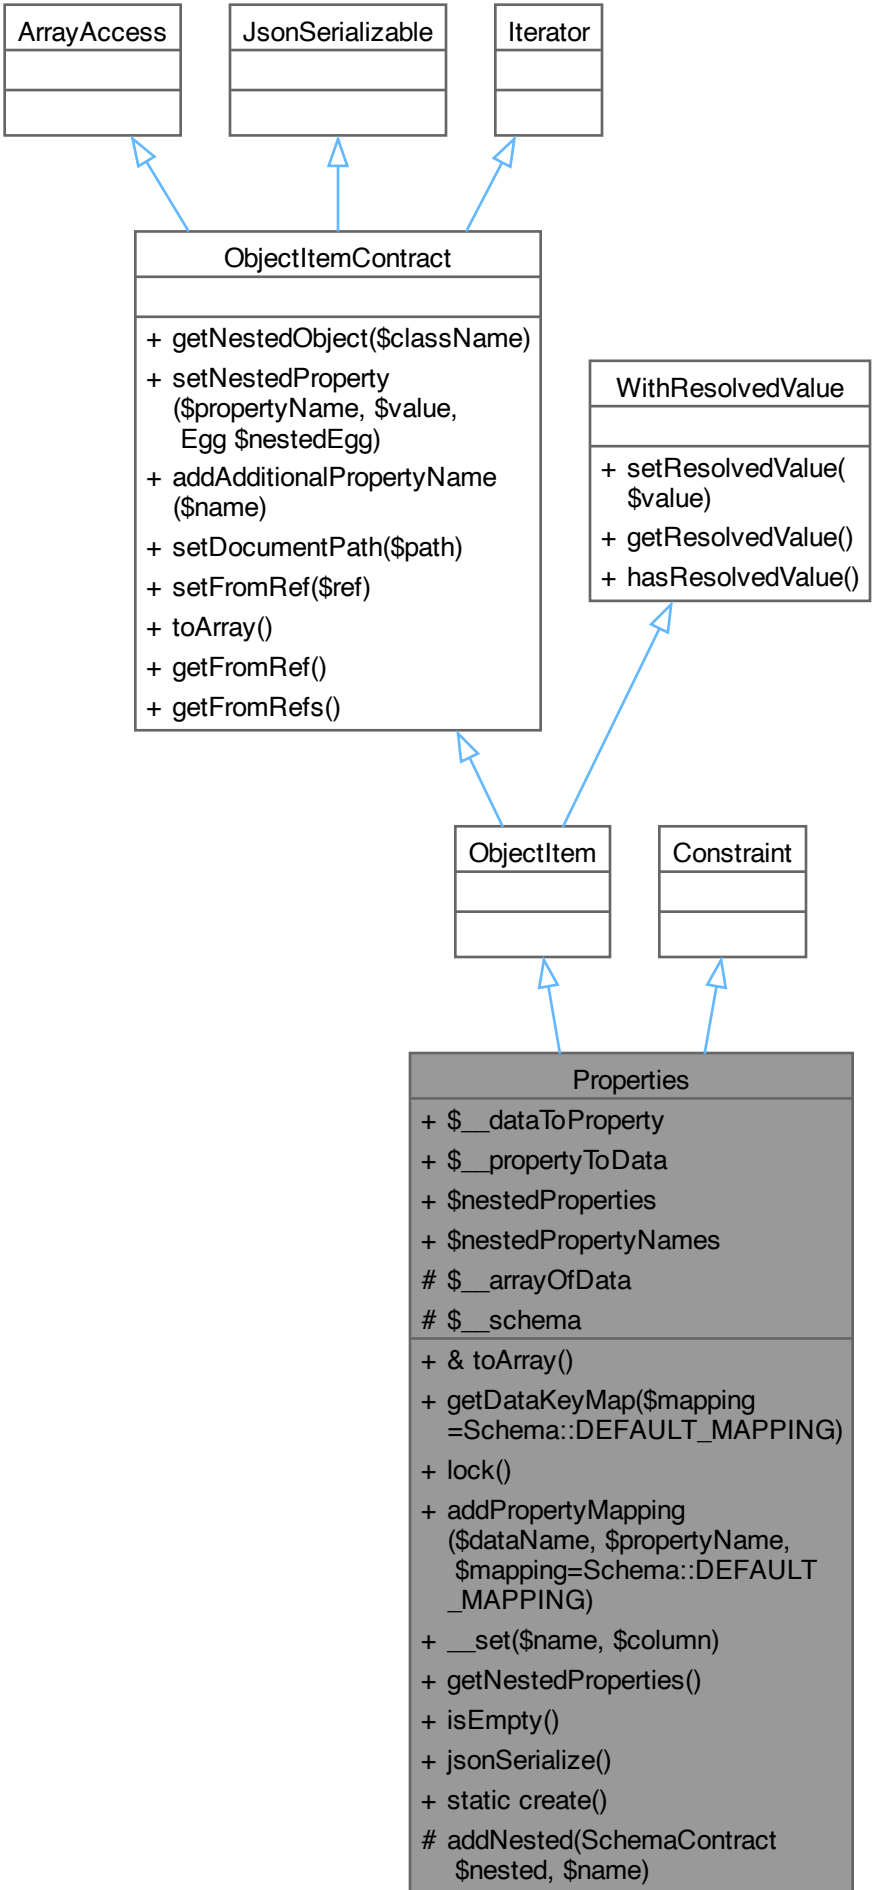 ArrayAccess
JsonSerializable
Iterator
ObjectItemContract
+ getNestedObject($className)
+ setNestedProperty
($propertyName, $value,
Egg $nestedEgg)
+ addAdditionalPropertyName
($name)
+ setDocumentPath($path)
+ setFromRef($ref)
+ toArray()
+ getFromRef()
+ getFromRefs()
WithResolvedValue
+ setResolvedValue(
$value)
+ getResolvedValue()
+ hasResolvedValue()
ObjectItem
Constraint
Properties
+ $__dataToProperty
+ $__propertyToData
+ $nestedProperties
+ $nestedPropertyNames
# $__arrayOfData
# $__schema
+ & toArray()
+ getDataKeyMap($mapping
=Schema::DEFAULT_MAPPING)
+ lock()
+ addPropertyMapping
($dataName, $propertyName,
$mapping=Schema::DEFAULT
_MAPPING)
+ __set($name, $column)
+ getNestedProperties()
+ isEmpty()
+ jsonSerialize()
+ static create()
# addNested(SchemaContract
$nested, $name)